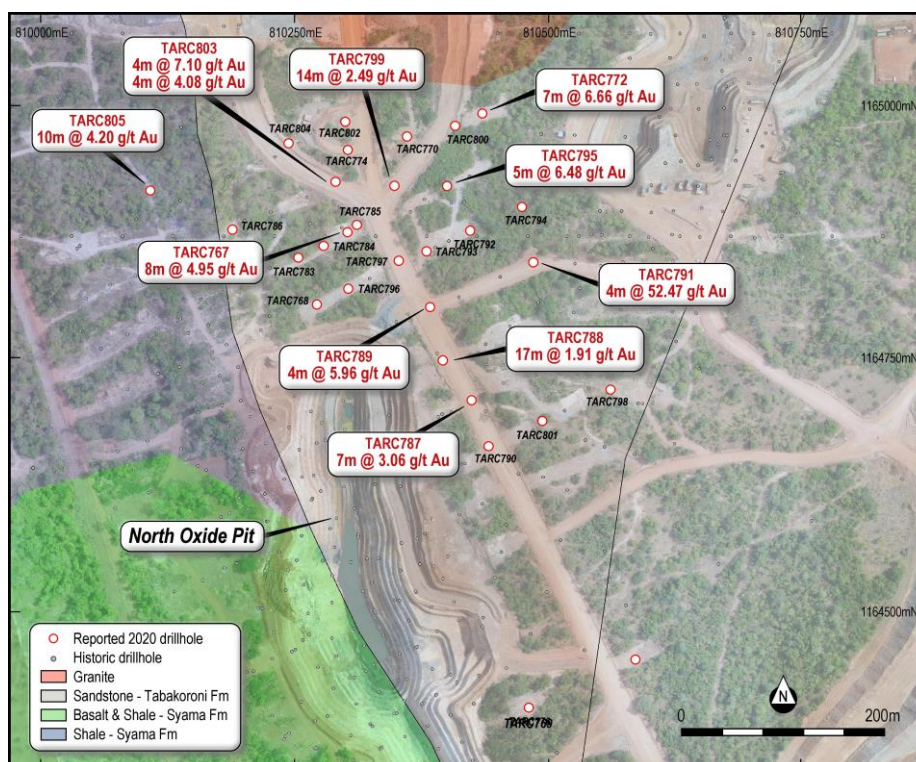 810000mE
810250mE
810500mE
810750mE
TARC803
4m @ 7.10 g/t Au
4m @ 4.08 g/t Au
TARC799
14m @ 2.49 g/t Au
TARC772
7m @ 6.66 g/t Au
1165000mN
TARC805
10m @ 4.20 g/t Au
TARC804
TARC802
TARC774
TARC770
TARC800
TARC795
5m @ 6.48 g/t Au
TARC786
TARC785
TARC794
TARC784
TARC792
TARC793
TARC767
8m @ 4.95 g/t Au
TARC783
TARC797
TARC791
4m @ 52.47 g/t Au
TARC768
TARC796
TARC789
4m @ 5.96 g/t Au
TARC788
17m @ 1.91 g/t Au
1164750mN
TARC798
TARC801
TARC787
7m @ 3.06 g/t Au
TARC790
North Oxide Pit
1164500mN
Reported 2020 drillhole
Historic drillhole
Granite
Sandstone - Tabakoroni Fm
Basalt & Shale - Syama Fm
Shale - Syama Fm
N
0
200m